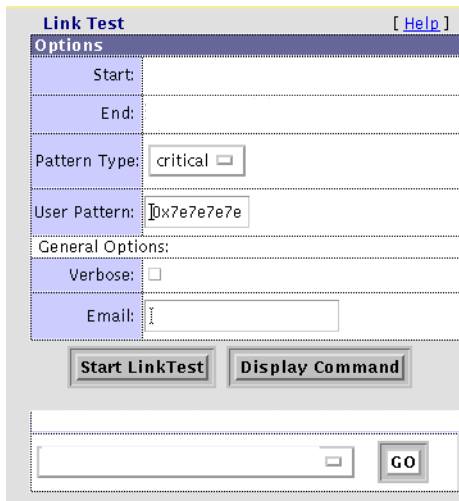 Link Test [ Help ]
Options
Start:
End:
Pattern Type: critical
User Pattern: 0x7e7e7e7e
General Options:
Verbose:
Email:
Start LinkTest Display Command
GO